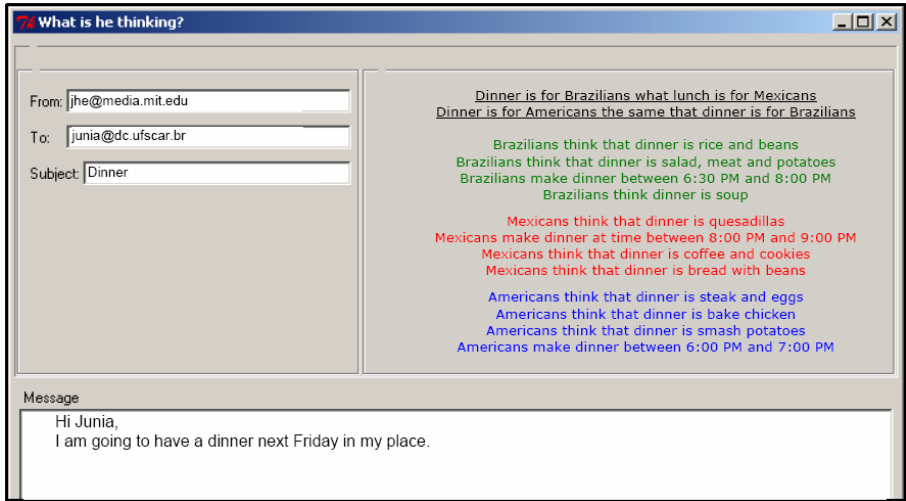 What is he thinking?
From: jhe@media.mit.edu
To: junia@dc.ufscar.br
Subject: Dinner
Dinner is for Brazilians what lunch is for Mexicans
Dinner is for Americans the same that dinner is for Brazilians
Brazilians think that dinner is rice and beans
Brazilians think that dinner is salad, meat and potatoes
Brazilians make dinner between 6:30 PM and 8:00 PM
Brazilians think dinner is soup
Mexicans think that dinner is quesadillas
Mexicans make dinner at time between 8:00 PM and 9:00 PM
Mexicans think that dinner is coffee and cookies
Mexicans think that dinner is bread with beans
Americans think that dinner is steak and eggs
Americans think that dinner is bake chicken
Americans think that dinner is smash potatoes
Americans make dinner between 6:00 PM and 7:00 PM
Message
Hi Junia,
I am going to have a dinner next Friday in my place.